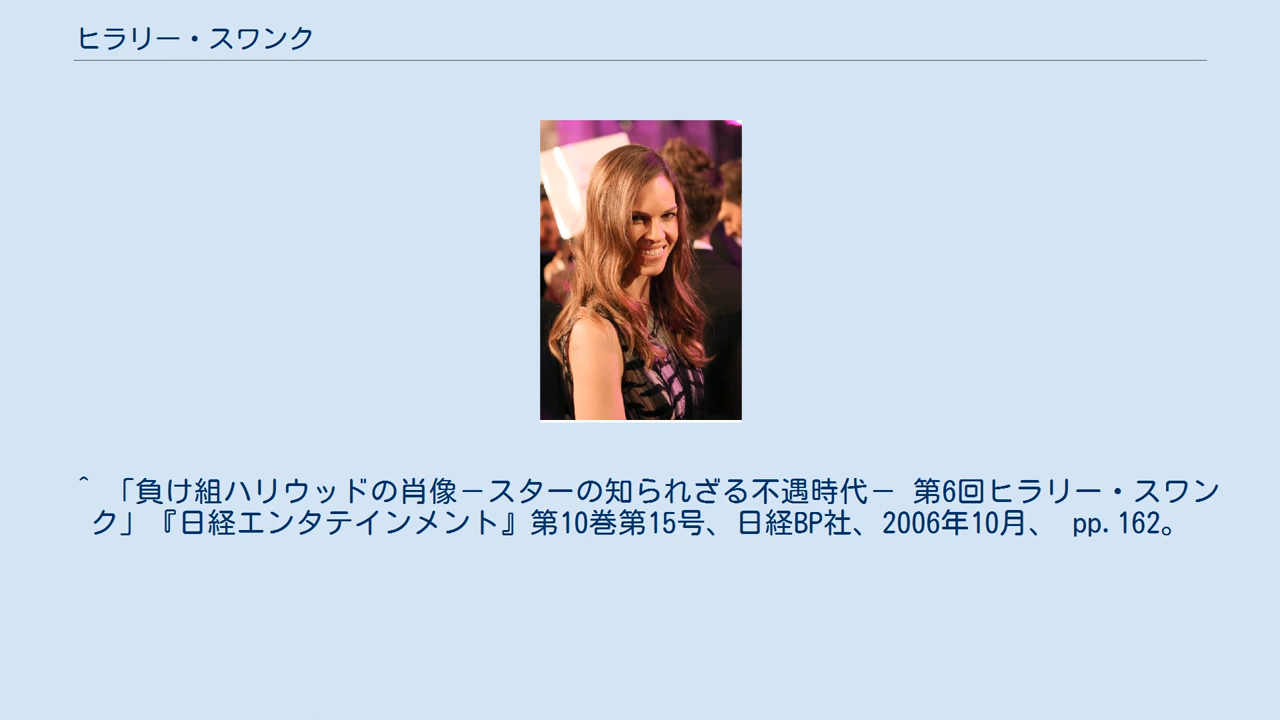 ヒラリー・スワンク
^ 「負け組ハリウッドの肖像－スターの知られざる不遇時代－ 第6回ヒラリー・スワン
ク」『日経エンタテインメント』第10巻第15号、日経BP社、2006年10月、 pp.162。